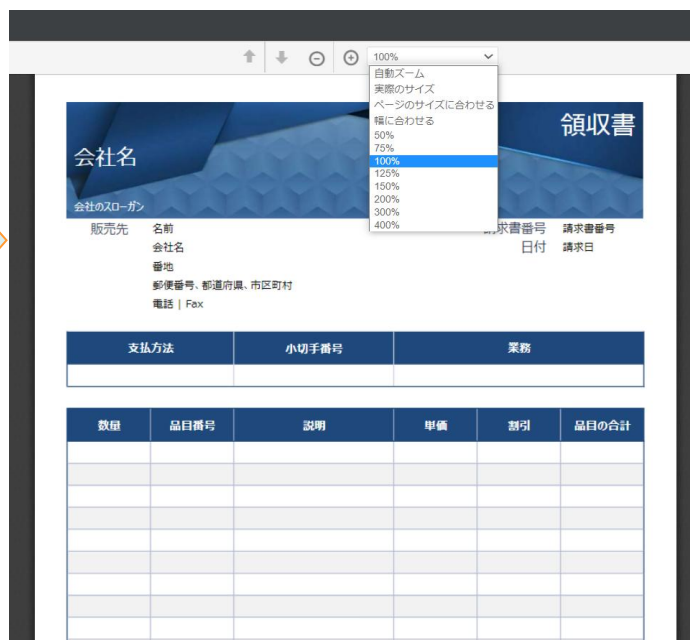 100%
自動ズーム
実際のサイズ
ページのサイズに合わせる
幅に合わせる
50%
75%
100%
125%
150%
200%
300%
400%
領収書
会社名
会社のスローガン
販売先 名前
会社名
番地
郵便番号、都道府県、市区町村
電話 | Fax
求書番号 請求書番号
日付 請求日
支払方法 小切手番号 業務
数量 品目番号 説明 単価 割引 品目の合計